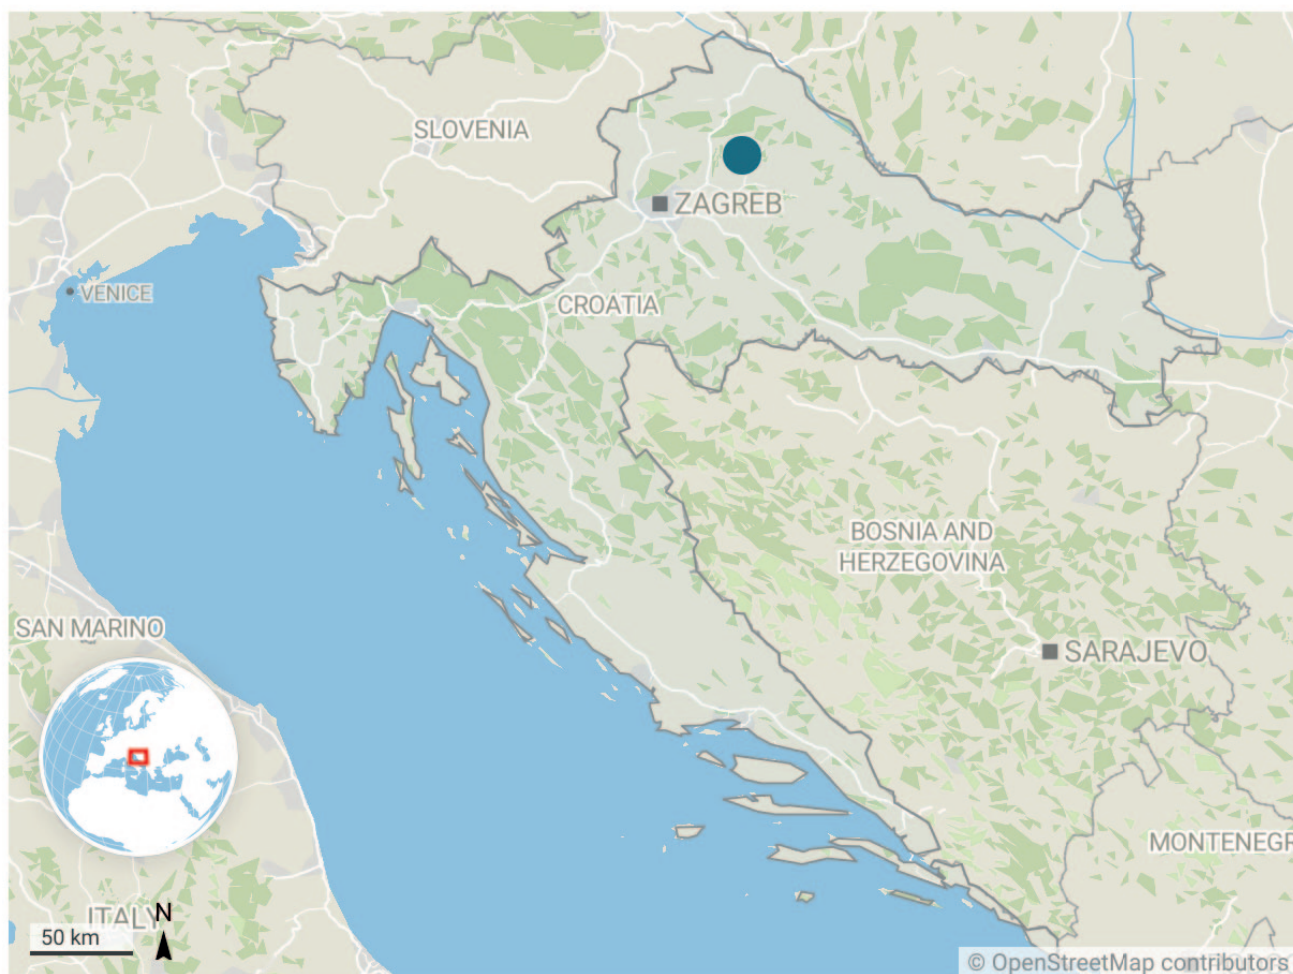 SLOVENIA
ZAGREB
VENICE
CROATIA
BOSNIA AND
HERZEGOVINA
SAN MARINO
SARAJEVO
MONTENEGR
ITALY
N
50 km
© OpenStreetMap contributors